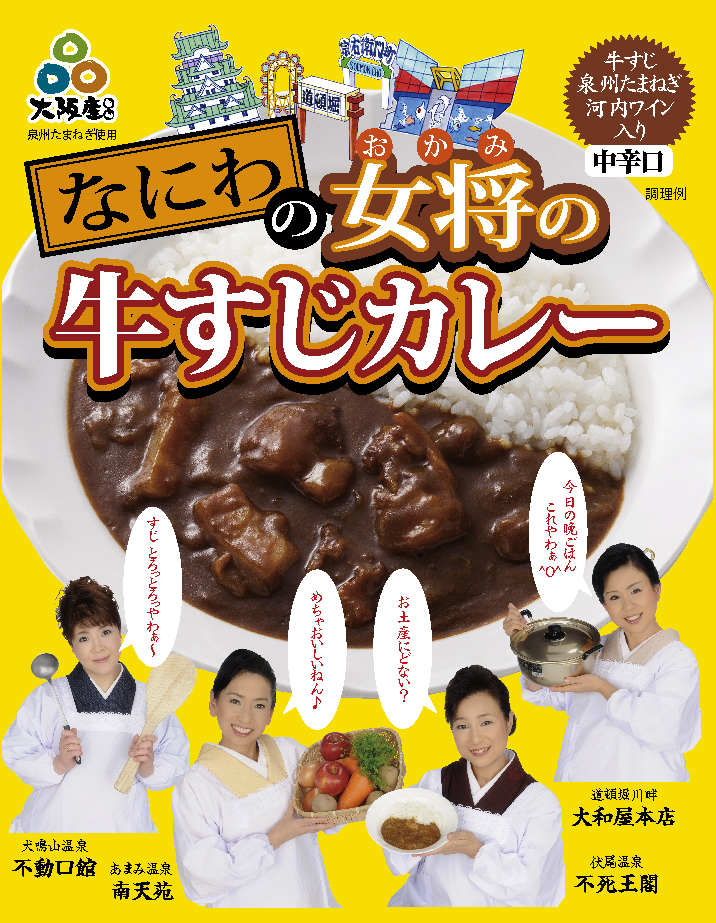 大阪産
泉州たまねぎ使用
道頓堀
宗右衛門町
牛すじ
泉州たまねぎ
河内ワイン
入り
中辛口
調理例
おかみ
なにわの女将の
牛すじカレー
今日の晩ごはん
これやわぁ
^O^
すじとろっとろっやわぁ~
めちゃおいしいねん♪
お土産にどない?
道頓堀川畔
大和屋本店
犬鳴山温泉
不動口館
あまみ温泉
南天苑
伏尾温泉
不死王閣